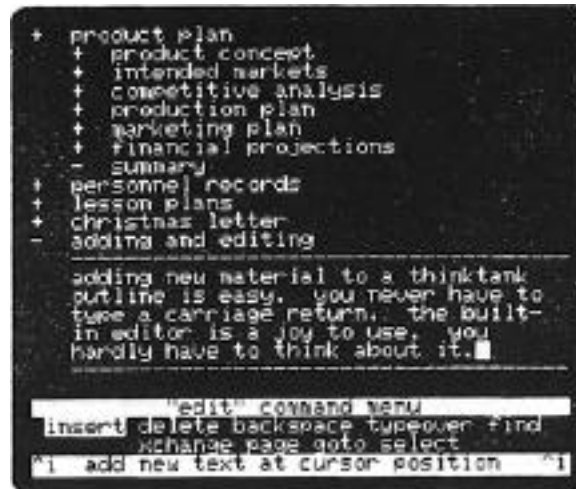 + product plan
+ product concept
+ intended markets
+ competitive analysis
+ production plan
+ marketing plan
+ financial projections
- summary
+ personnel records
+ lesson plans
+ christmas letter
- adding and editing
adding new material to a thinktank
outline is easy. you never have to
type a carriage return. the built-
in editor is a joy to use. you
hardly have to think about it.
"edit" command menu
insert delete backspace typeover find
xchange page goto select
^i add new text at cursor position ^i